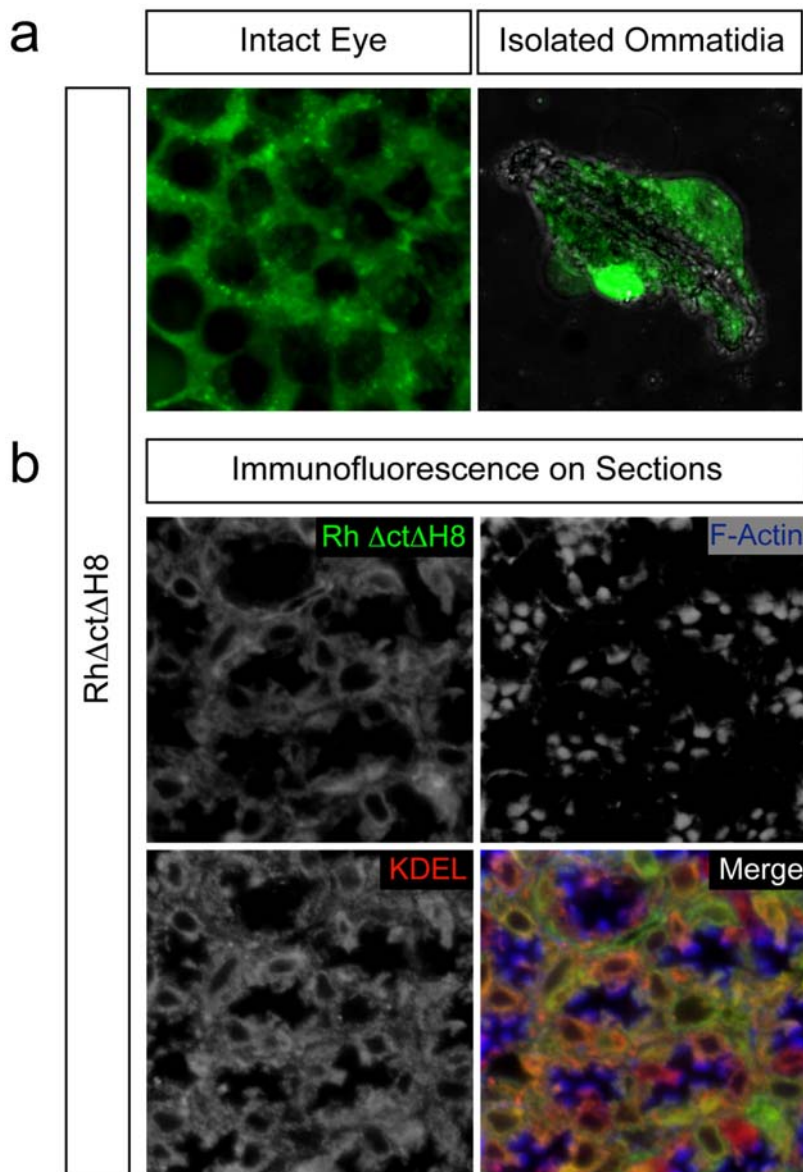 a
Intact Eye
Isolated Ommatidia
RhΔctΔH8
b
Immunofluorescence on Sections
Rh ΔctΔH8
F-Actin
KDEL
Merge